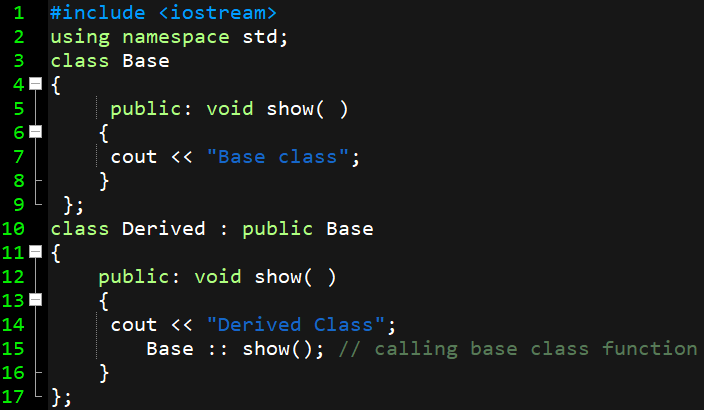 1 #include <iostream>
2 using namespace std;
3 class Base
4 {
5 public: void show( )
6 {
7 cout << "Base class";
8 }
9 };
10 class Derived : public Base
11 {
12 public: void show( )
13 {
14 cout << "Derived Class";
15 Base :: show(); // calling base class function
16 }
17 };